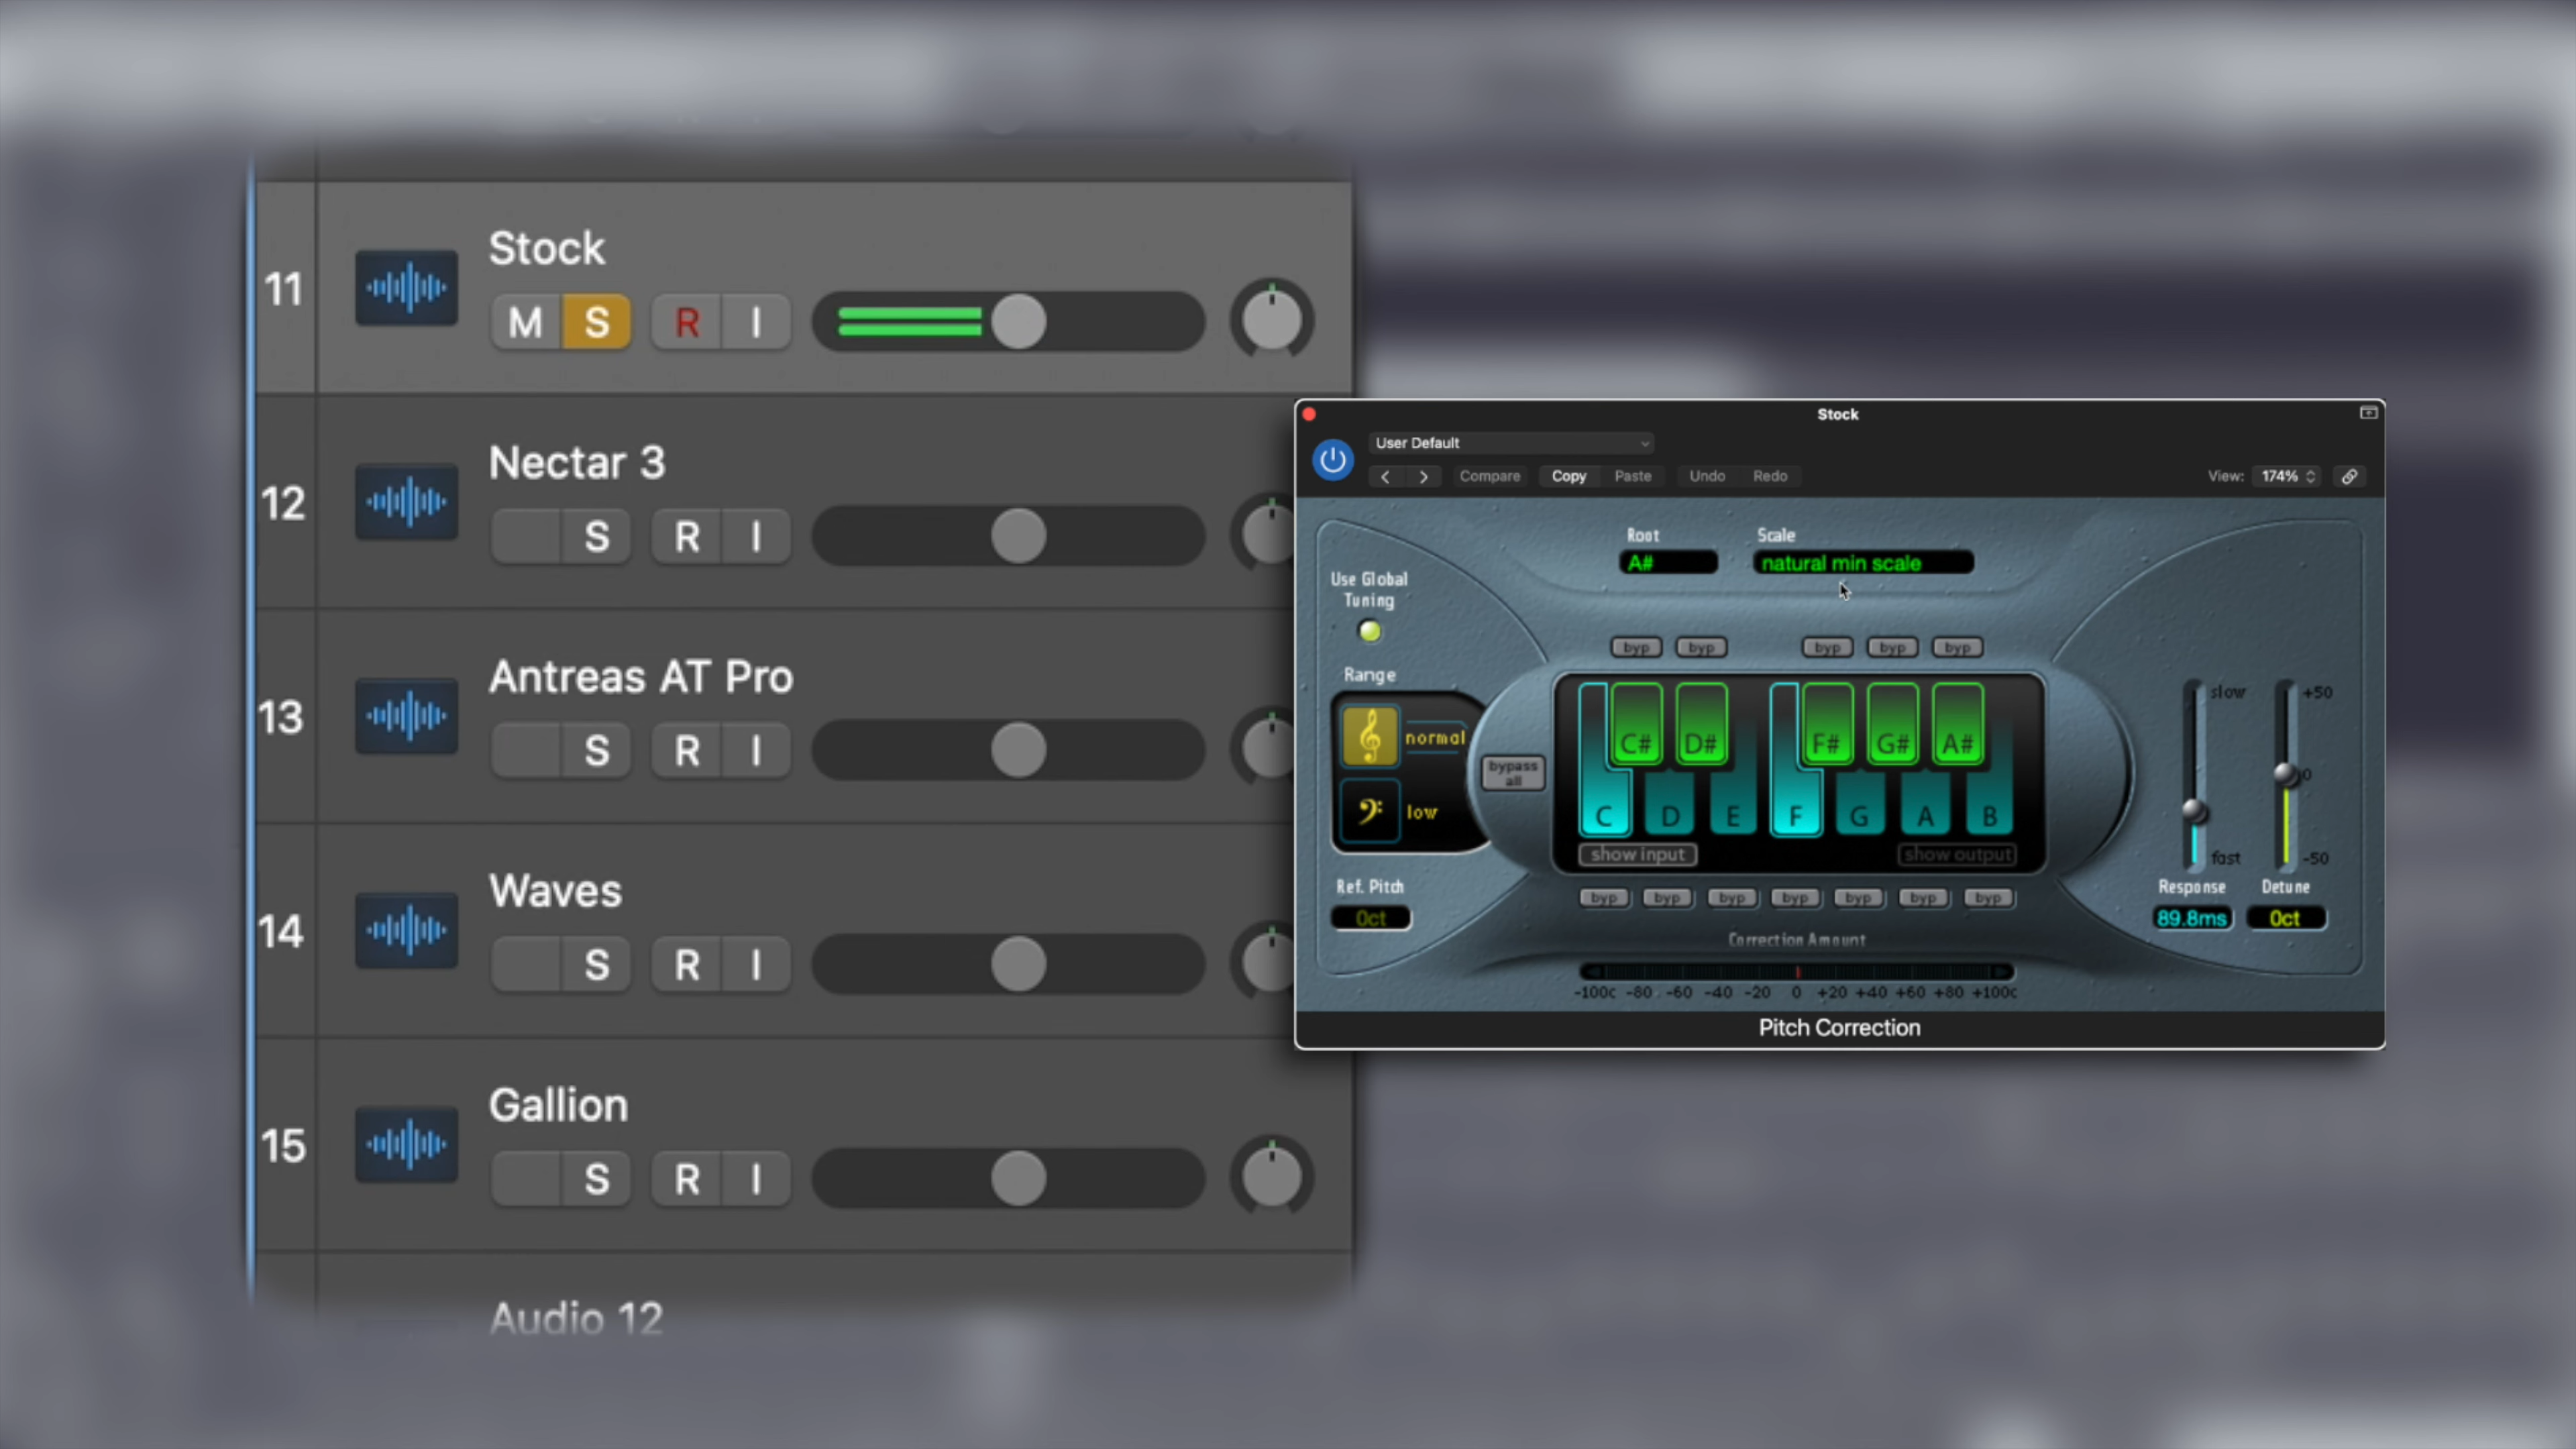 11
Stock
M S R I
12
Nectar 3
S R I
13
Antreas AT Pro
S R I
14
Waves
S R I
15
Gallion
S R I
Audio 12
Stock
User Default
Compare Copy Paste Undo Redo
View: 174%
Root Scale
A# natural min scale
Use Global
Tuning
byp byp byp byp byp
Range
normal
low
bypass
all
C# D# F# G# A#
C D E F G A B
show input show output
byp byp byp byp byp byp byp
Ref. Pitch
0ct
slow
fast
+50
0
-50
Response Detune
89.8ms 0ct
Correction Amount
-100c -80 -60 -40 -20 0 +20 +40 +60 +80 +100c
Pitch Correction